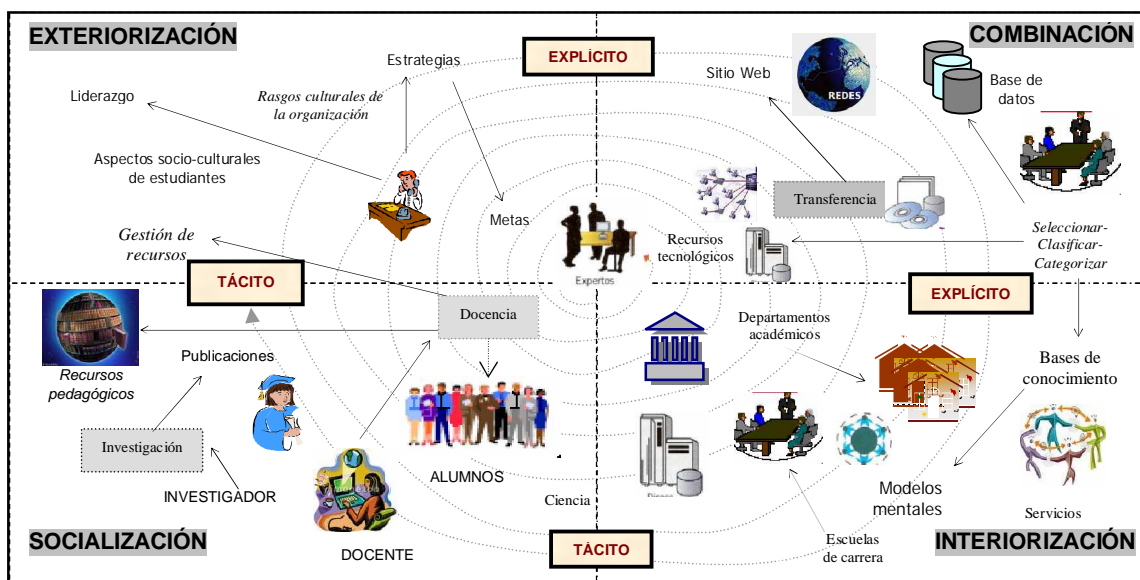 EXTERIORIZACIÓN
EXPLÍCITO
COMBINACIÓN
Estrategias
Sitio Web
REDES
Base de
datos
Liderazgo
Rasgos culturales de
la organización
Aspectos socio-culturales
de estudiantes
Transferencia
Metas
Gestión de
recursos
Recursos
tecnológicos
Seleccionar-
Clasificar-
Categorizar
Expertos
TÁCITO
EXPLÍCITO
Docencia
Departamentos
académicos
Publicaciones
Bases de
conocimiento
Recursos
pedagógicos
Investigación
INVESTIGADOR
ALUMNOS
Ciencia
Modelos
mentales
Servicios
DOCENTE
Escuelas
de carrera
SOCIALIZACIÓN
TÁCITO
INTERIORIZACIÓN